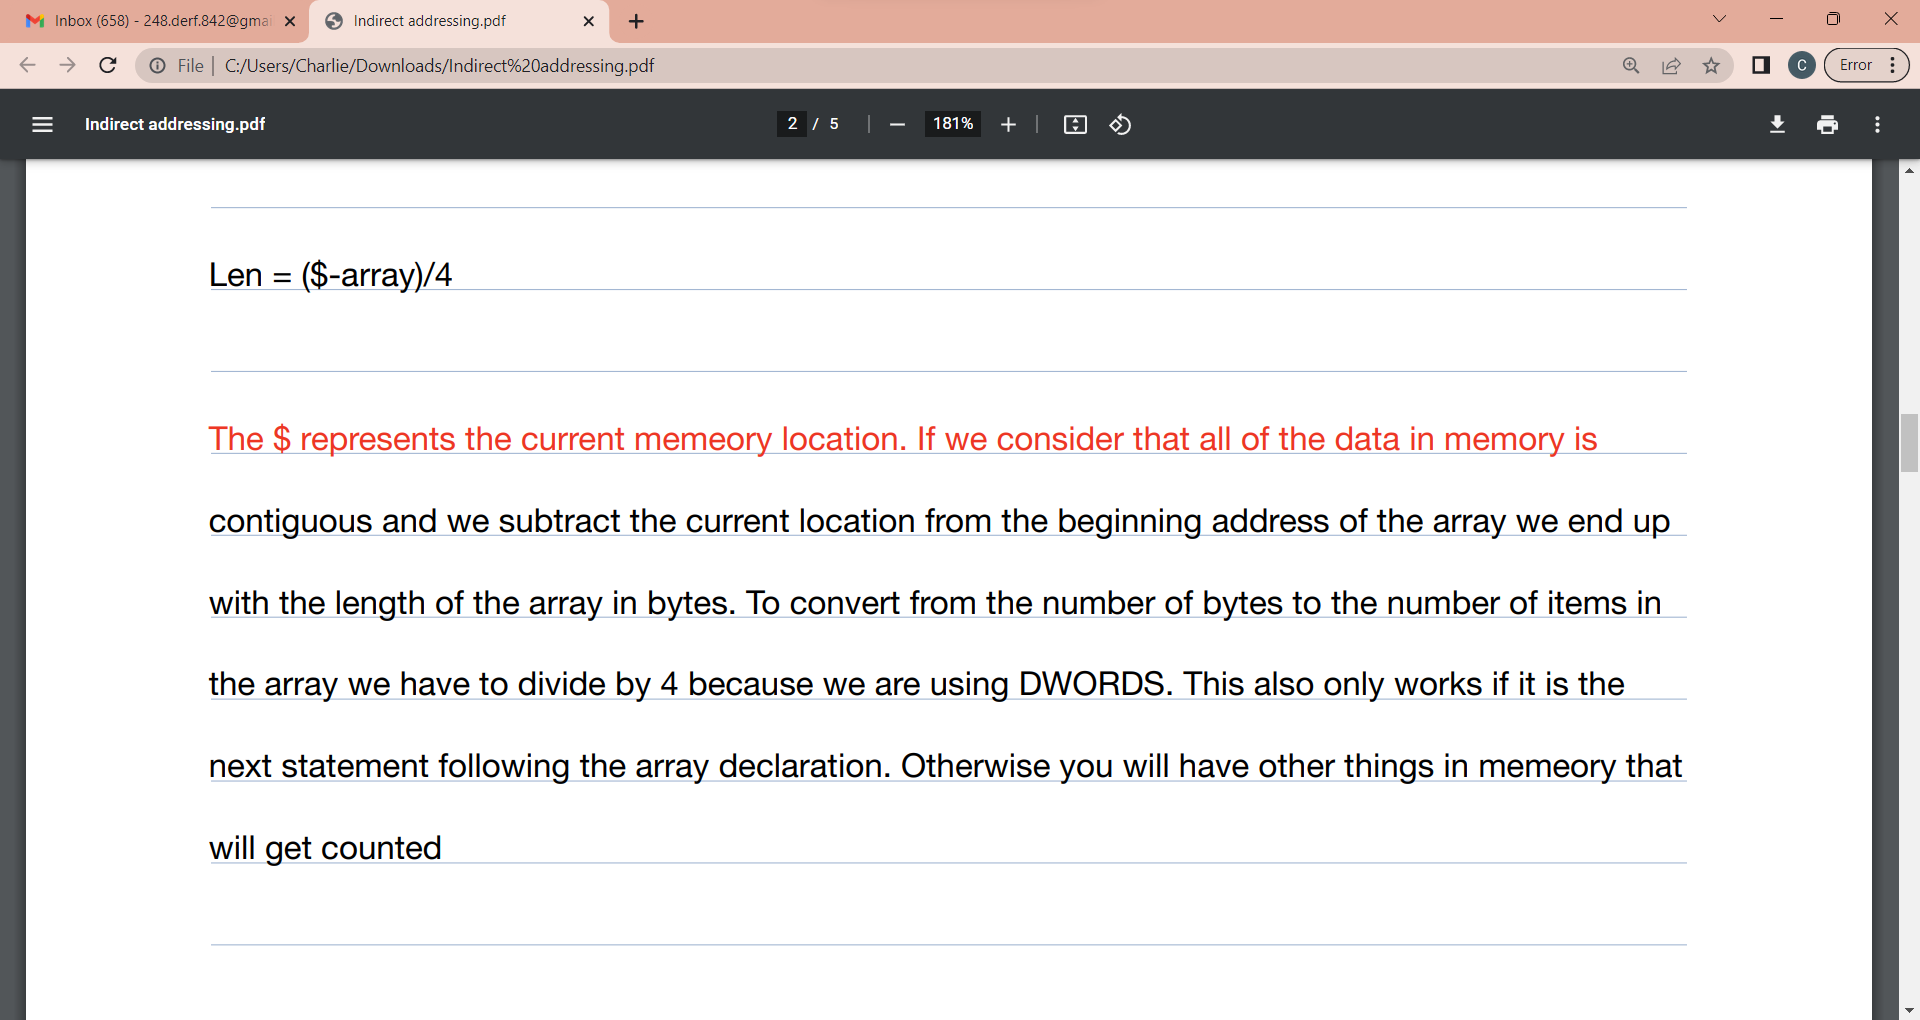 Inbox (658) - 248.derf.842@gmai
Indirect addressing.pdf
File | C:/Users/Charlie/Downloads/Indirect%20addressing.pdf
C
Error
Indirect addressing.pdf
2 / 5
181%
Len = ($-array)/4
The $ represents the current memeory location. If we consider that all of the data in memory is
contiguous and we subtract the current location from the beginning address of the array we end up
with the length of the array in bytes. To convert from the number of bytes to the number of items in
the array we have to divide by 4 because we are using DWORDS. This also only works if it is the
next statement following the array declaration. Otherwise you will have other things in memeory that
will get counted